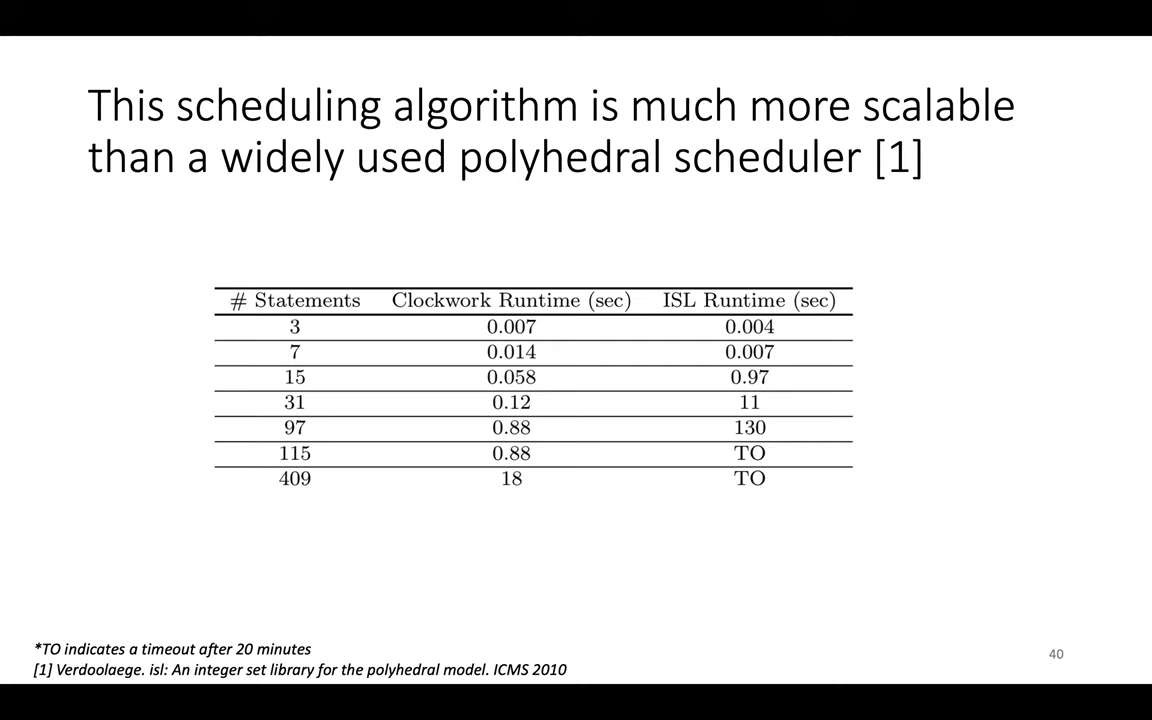 This scheduling algorithm is much more scalable
than a widely used polyhedral scheduler [1]
# Statements Clockwork Runtime (sec) ISL Runtime (sec)
3 0.007 0.004
7 0.014 0.007
15 0.058 0.97
31 0.12 11
97 0.88 130
115 0.88 TO
409 18 TO
*TO indicates a timeout after 20 minutes
[1] Verdoolaege. isl: An integer set library for the polyhedral model. ICMS 2010
40